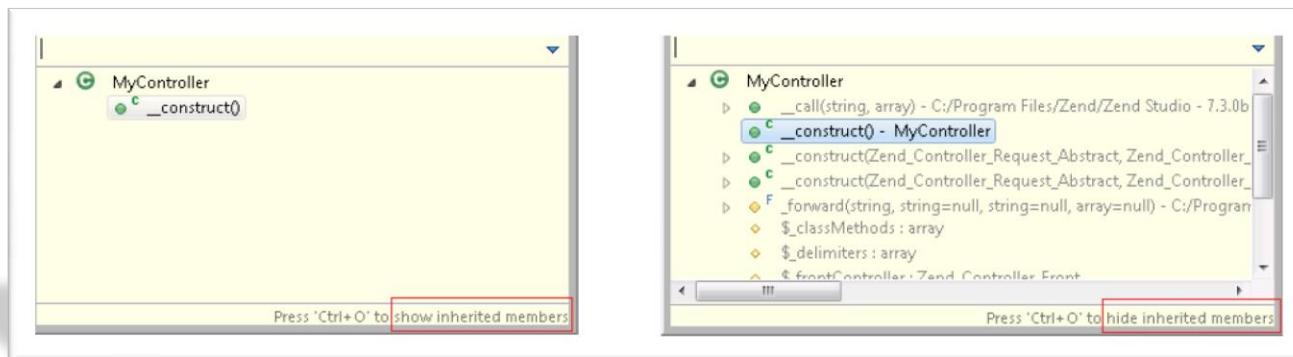 MyController
__construct()
Press 'Ctrl+O' to show inherited members
MyController
__call(string, array) - C:/Program Files/Zend/Zend Studio - 7.3.0b
__construct() - MyController
__construct(Zend_Controller_Request_Abstract, Zend_Controller_
__construct(Zend_Controller_Request_Abstract, Zend_Controller_
_forward(string, string=null, string=null, array=null) - C:/Program
$_classMethods : array
$_delimiters : array
$_frontController : Zend_Controller_Front
Press 'Ctrl+O' to hide inherited members